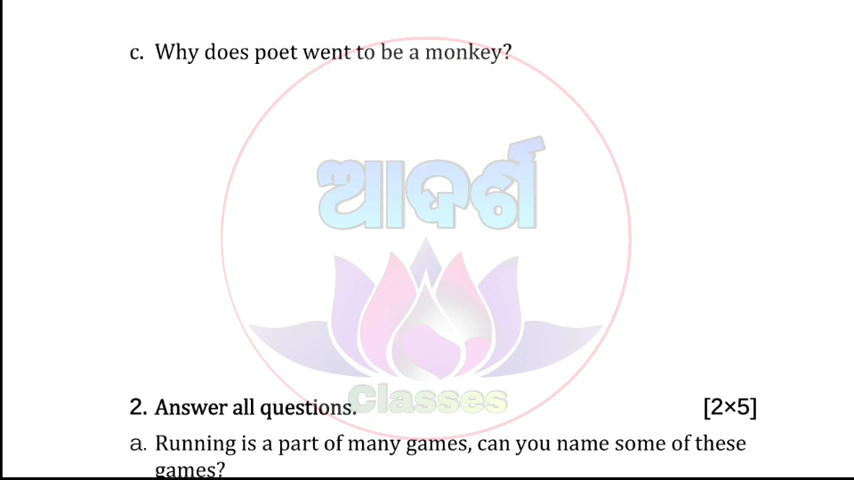 c. Why does poet went to be a monkey?
ଆଦର୍ଶ
Classes
2. Answer all questions. [2×5]
a. Running is a part of many games, can you name some of these
games?